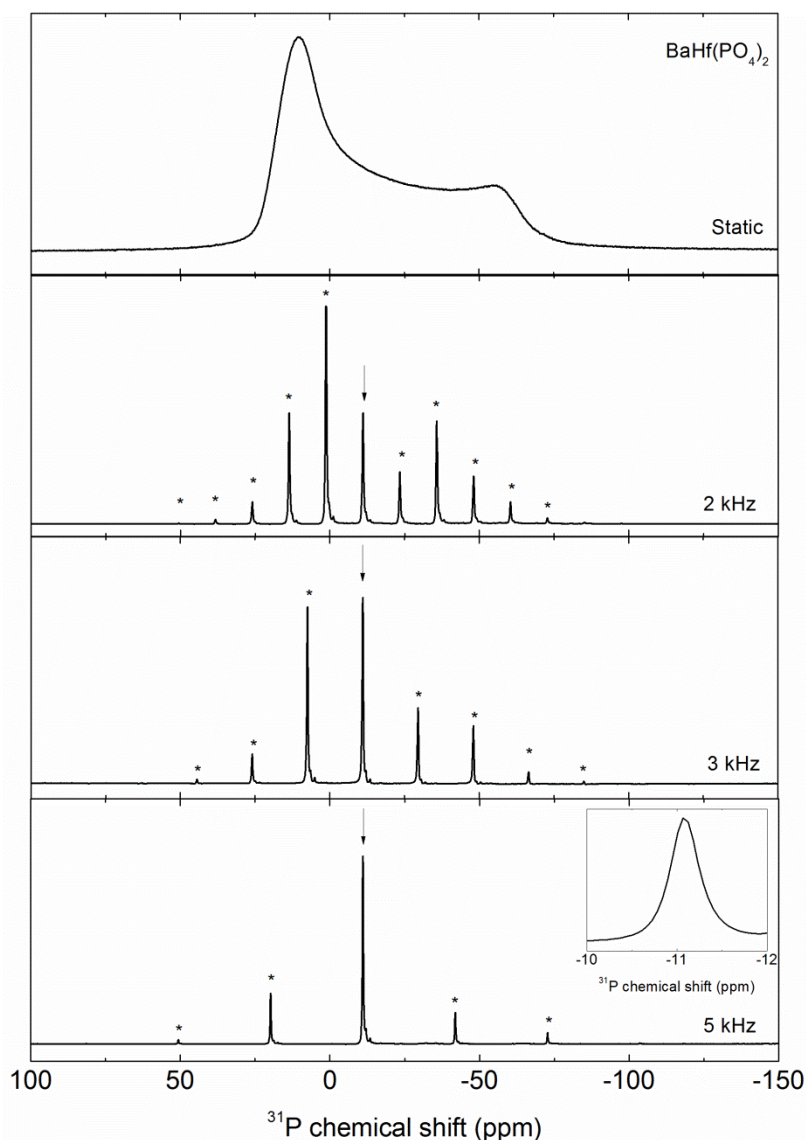 BaHf(PO₄)₂
Static
* * * * * * * * * *
2 kHz
* * * * * * *
3 kHz
-10 -11 -12
³¹P chemical shift (ppm)
* * * *
5 kHz
100 50 0 -50 -100 -150
³¹P chemical shift (ppm)